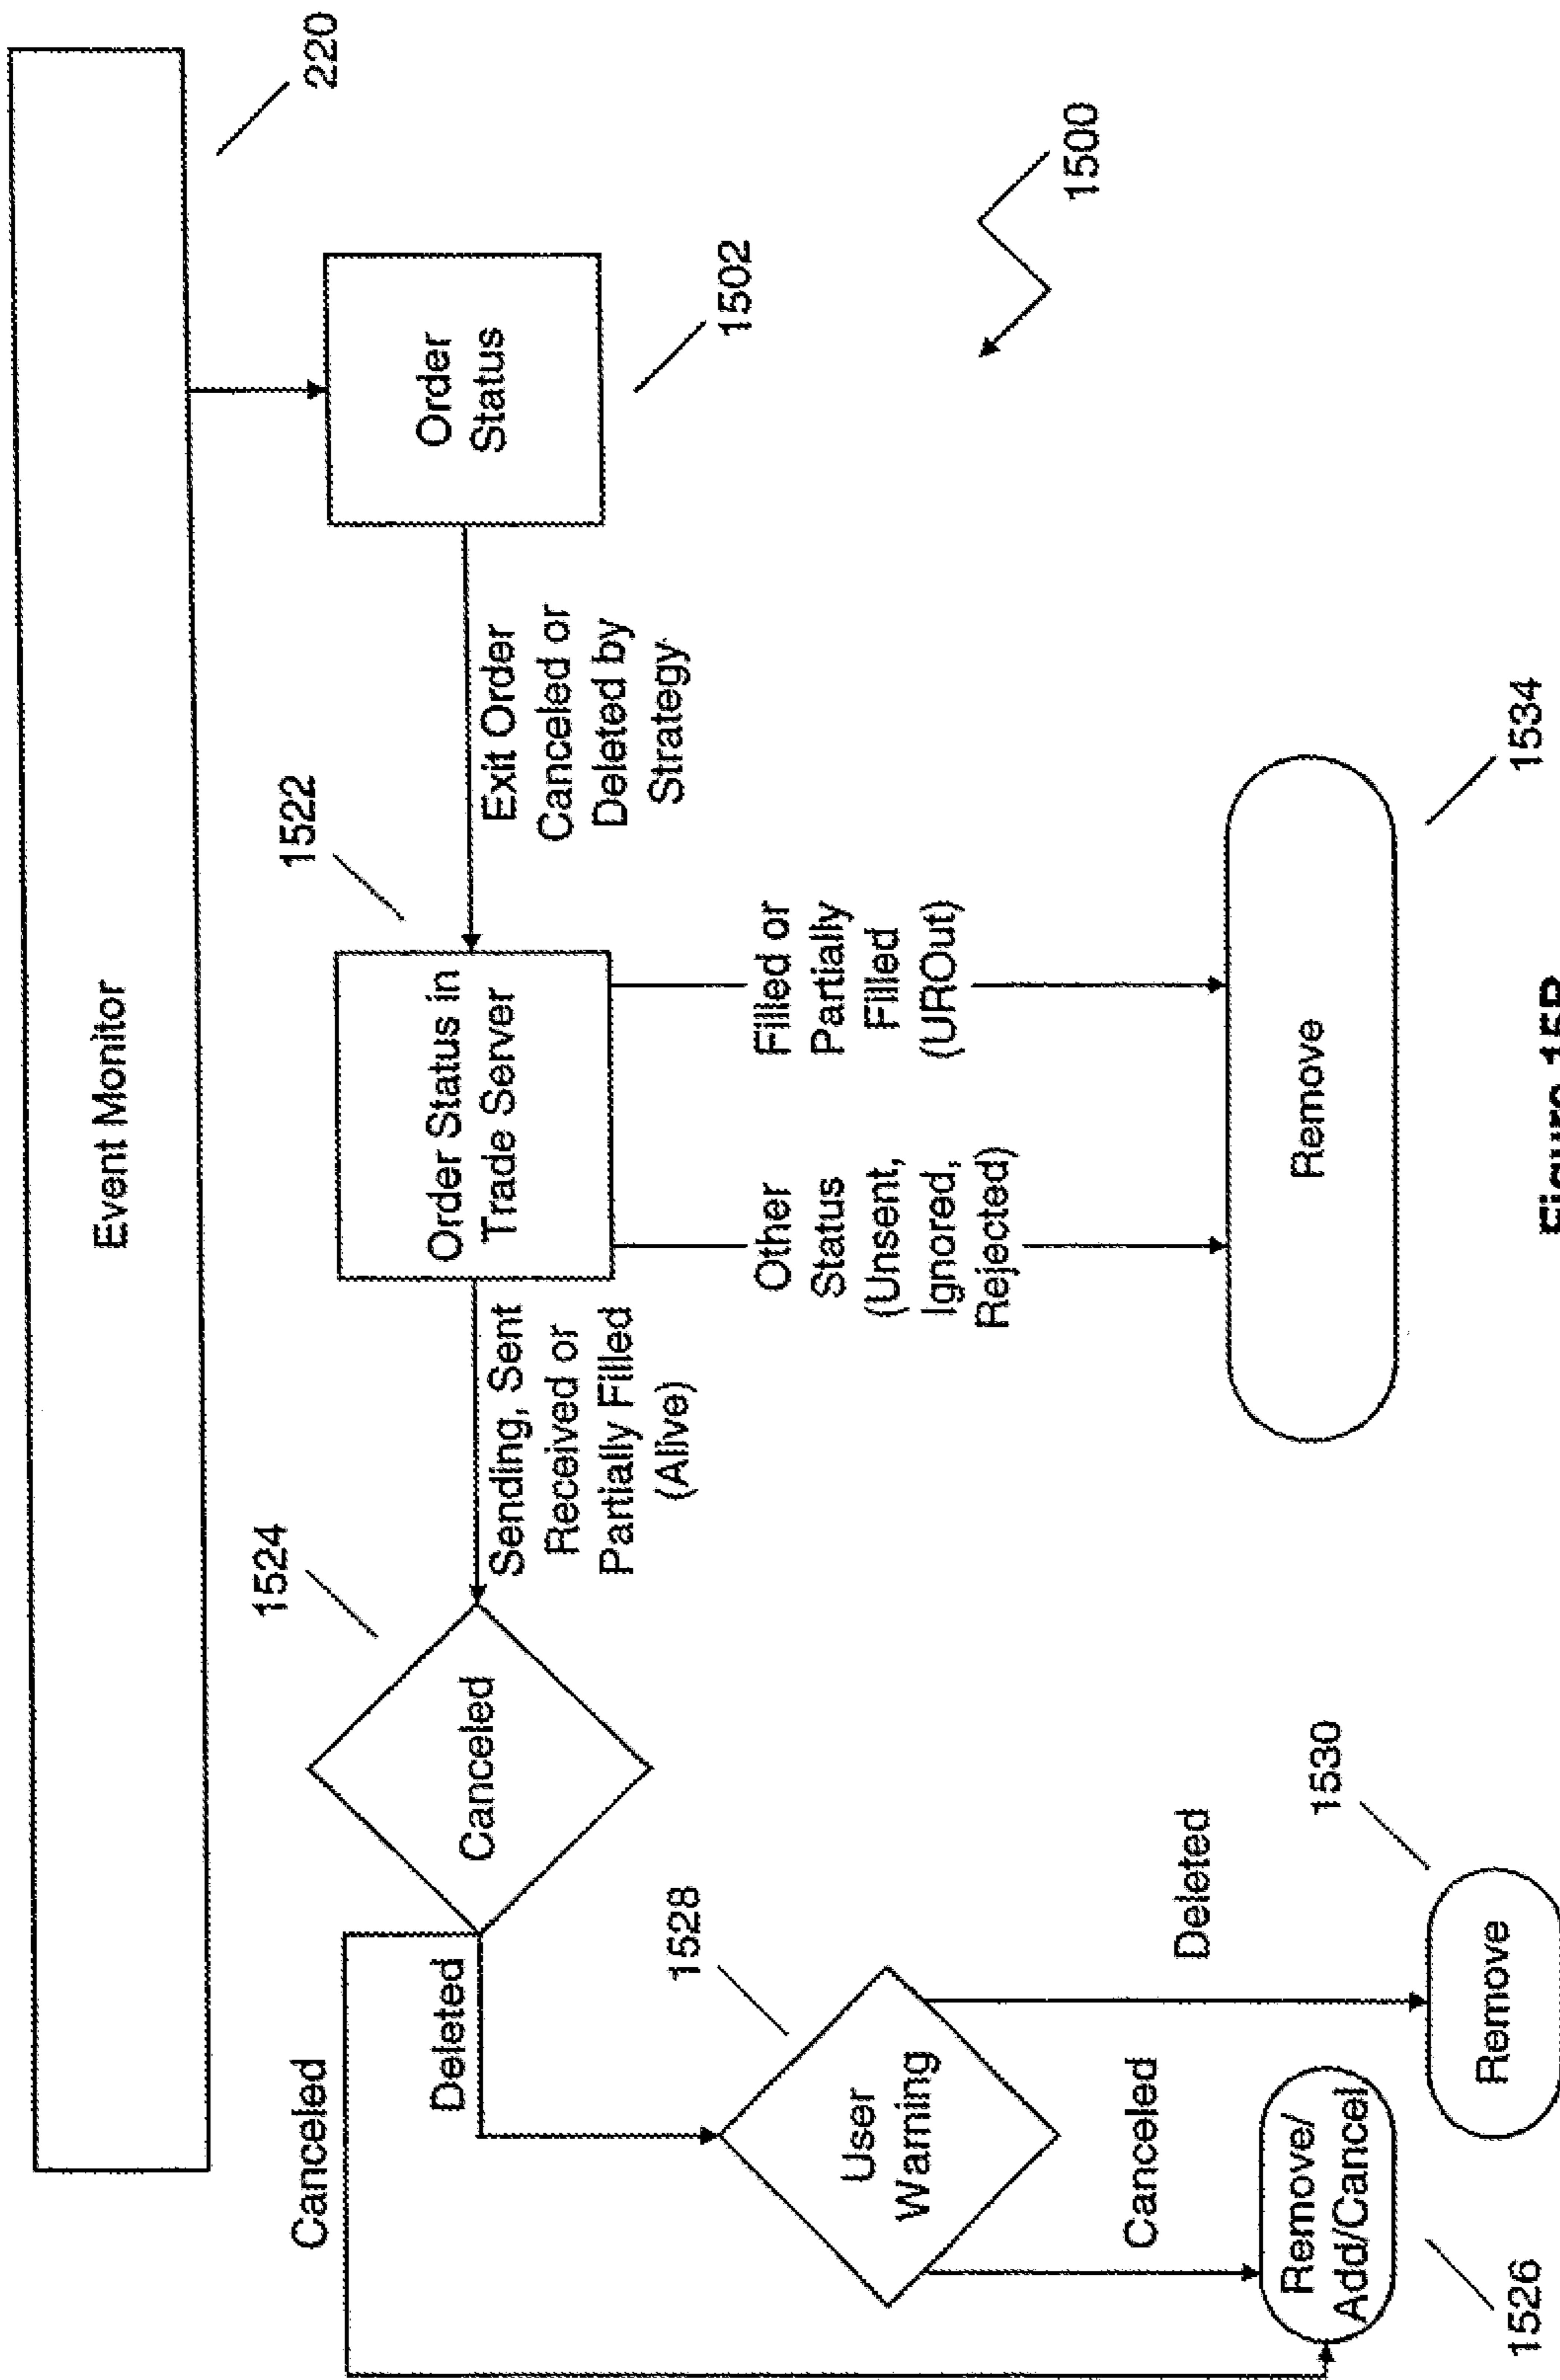 Event Monitor
220
Canceled
1524
1522
Deleted
Canceled
Sending, Sent
Received or
Partially Filled
(Alive)
Order Status in
Trade Server
Exit Order
Canceled or
Deleted by
Strategy
Order
Status
1502
1528
User
Warning
Other
Status
(Unsent,
Ignored,
Rejected)
Filled or
Partially
Filled
(UROut)
1500
Canceled
Deleted
Remove/
Add/Cancel
1526
1530
Remove
Remove
1534
Figure 15B